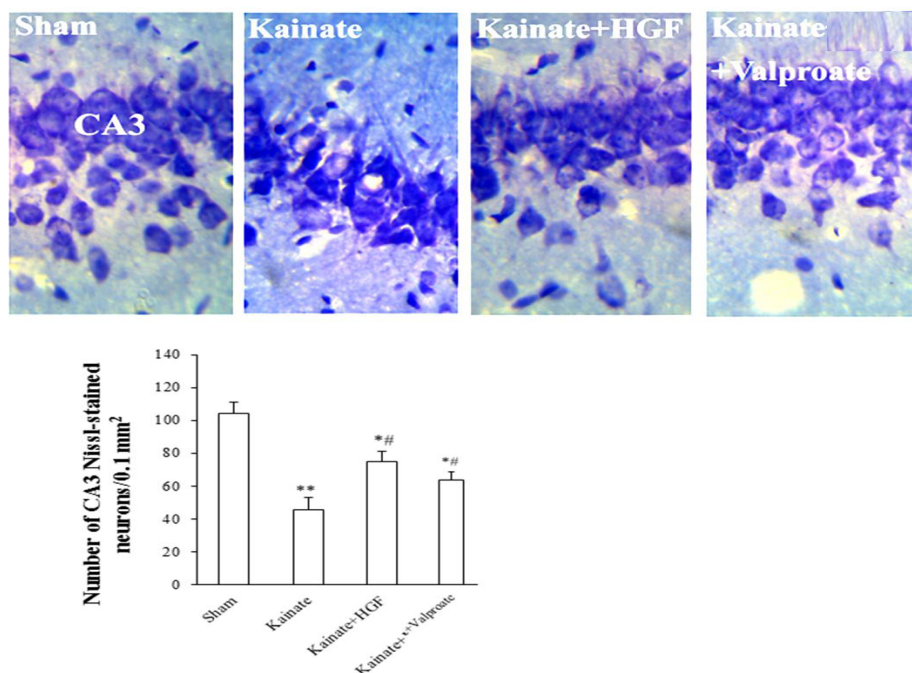 Sham
CA3
Kainate
Kainate+HGF
Kainate
+Valproate
Number of CA3 Nissl-stained
neurons/0.1 mm²
140
120
100
80
60
40
20
0
**
*#
*#
Sham
Kainate
Kainate+HGF
Kainate+ +Valproate